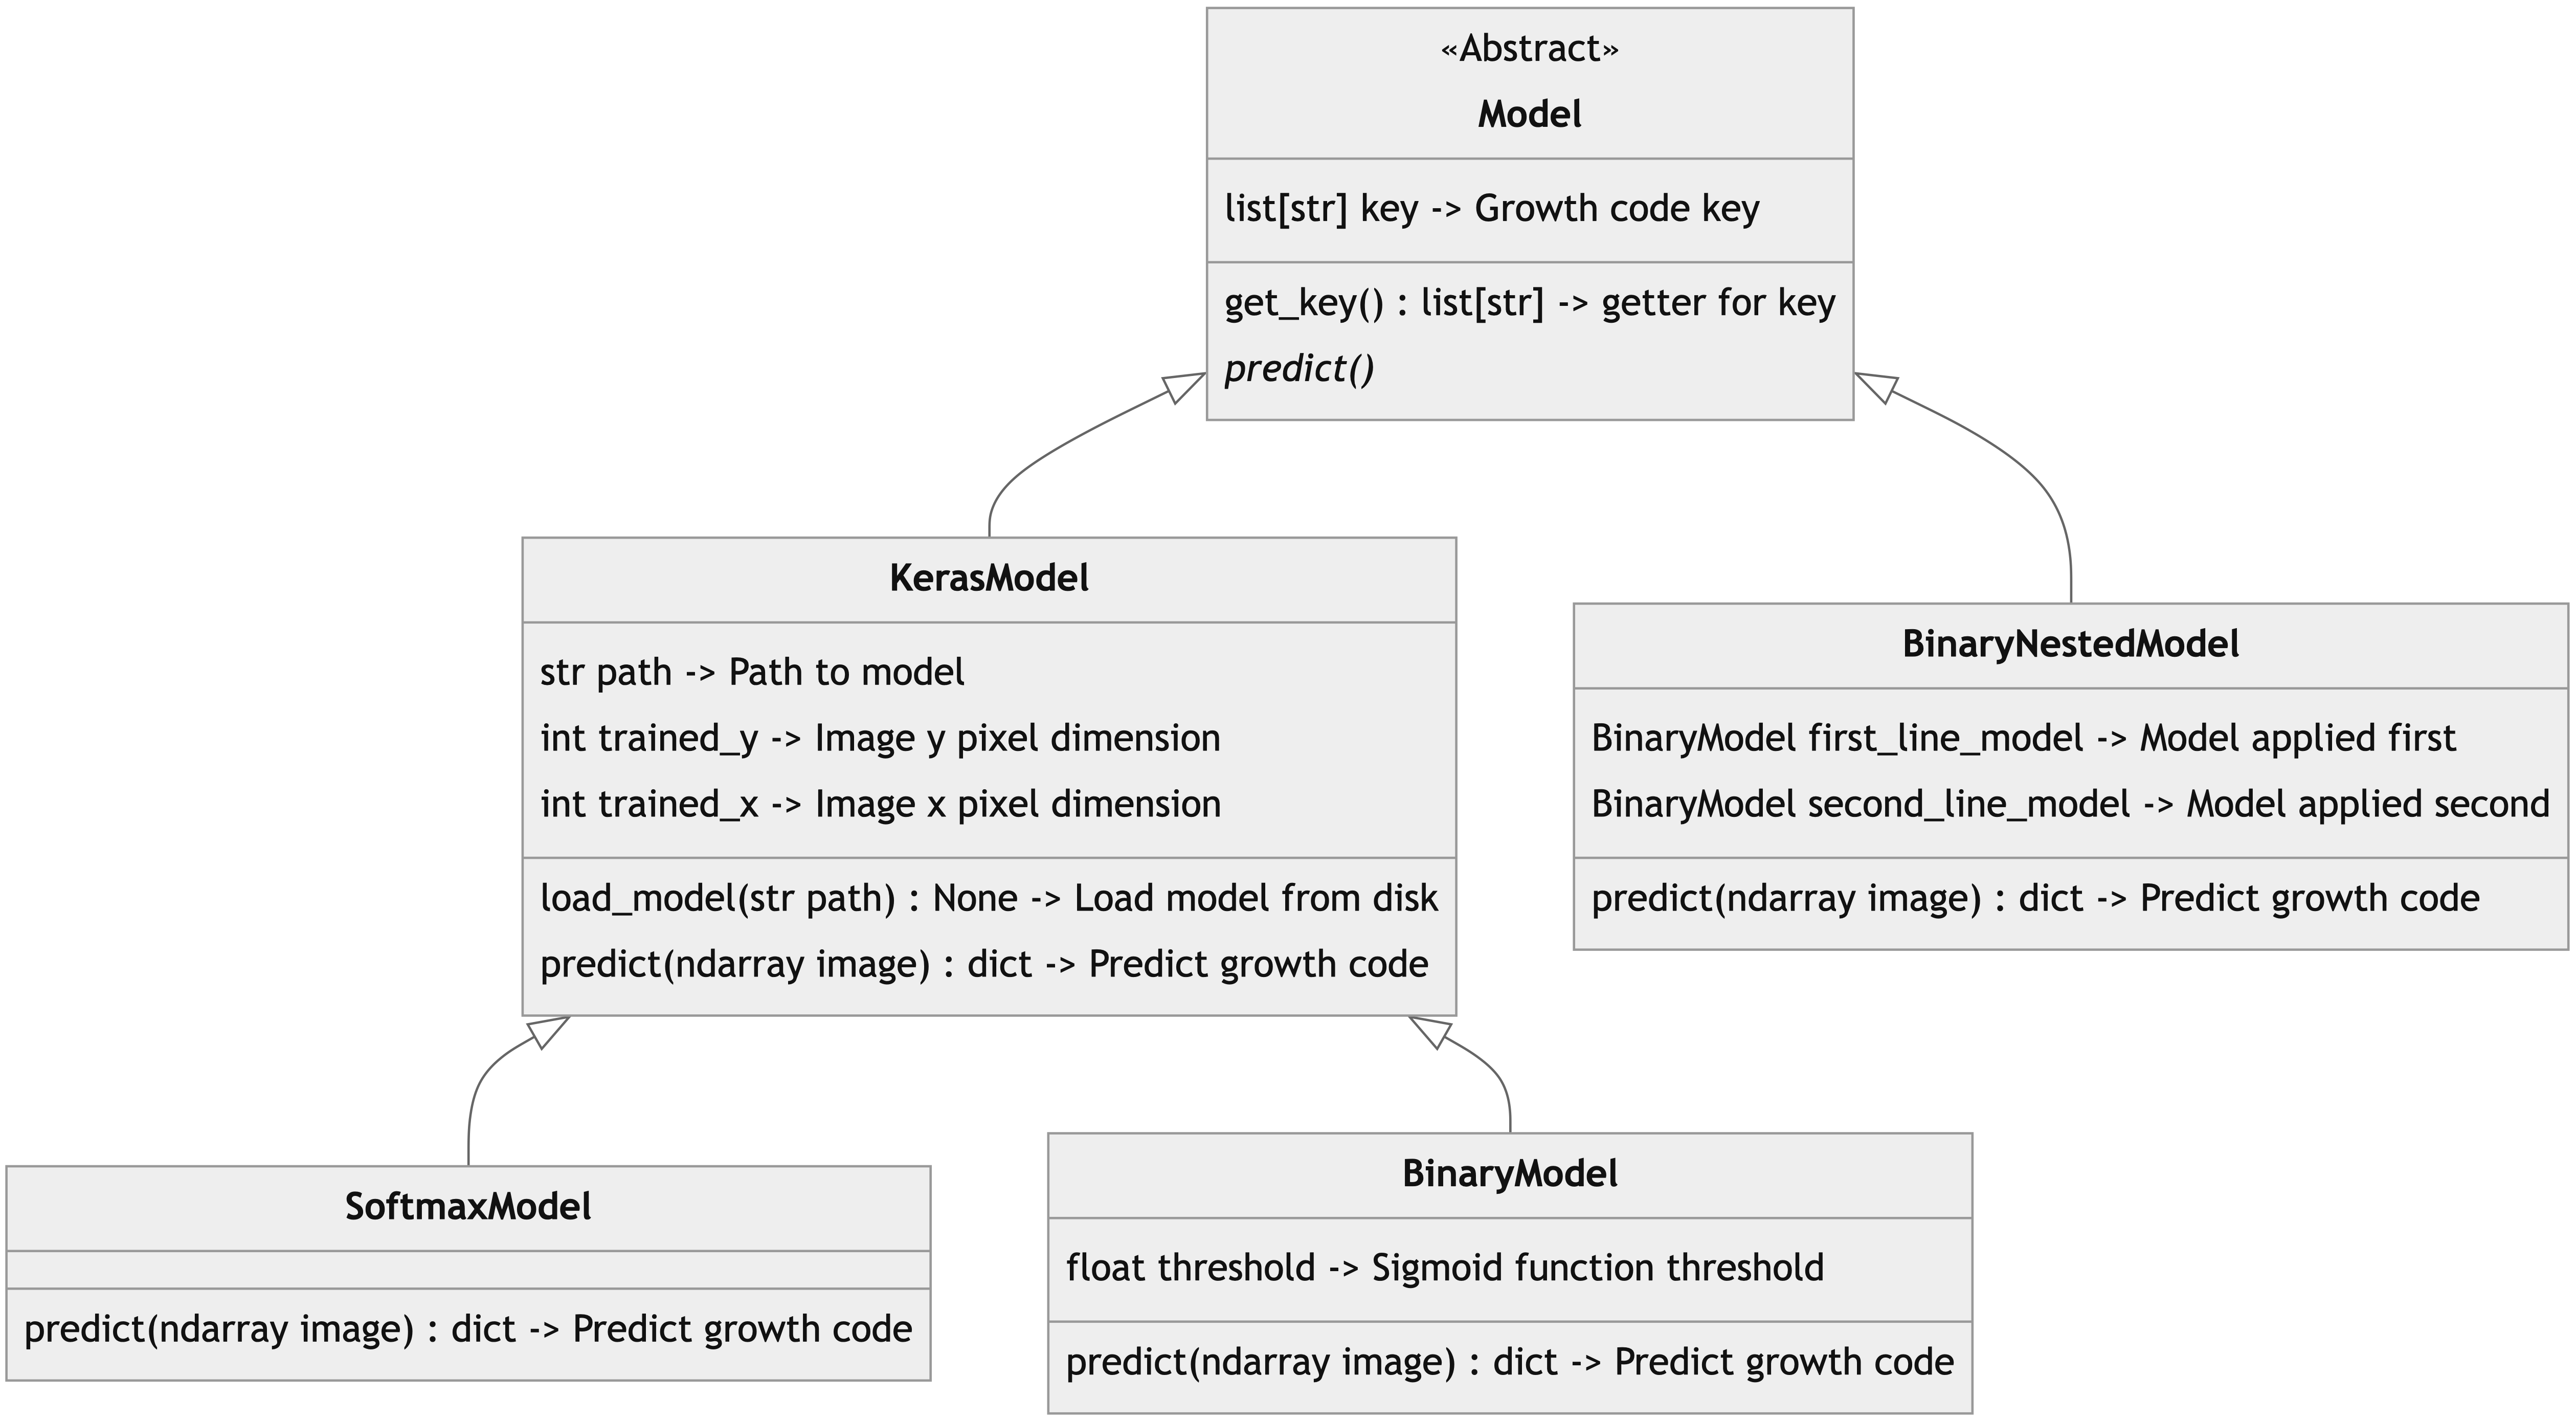 «Abstract»
Model
list[str] key -> Growth code key
get_key() : list[str] -> getter for key
predict()
KerasModel
str path -> Path to model
int trained_y -> Image y pixel dimension
int trained_x -> Image x pixel dimension
load_model(str path) : None -> Load model from disk
predict(ndarray image) : dict -> Predict growth code
BinaryNestedModel
BinaryModel first_line_model -> Model applied first
BinaryModel second_line_model -> Model applied second
predict(ndarray image) : dict -> Predict growth code
SoftmaxModel
predict(ndarray image) : dict -> Predict growth code
BinaryModel
float threshold -> Sigmoid function threshold
predict(ndarray image) : dict -> Predict growth code